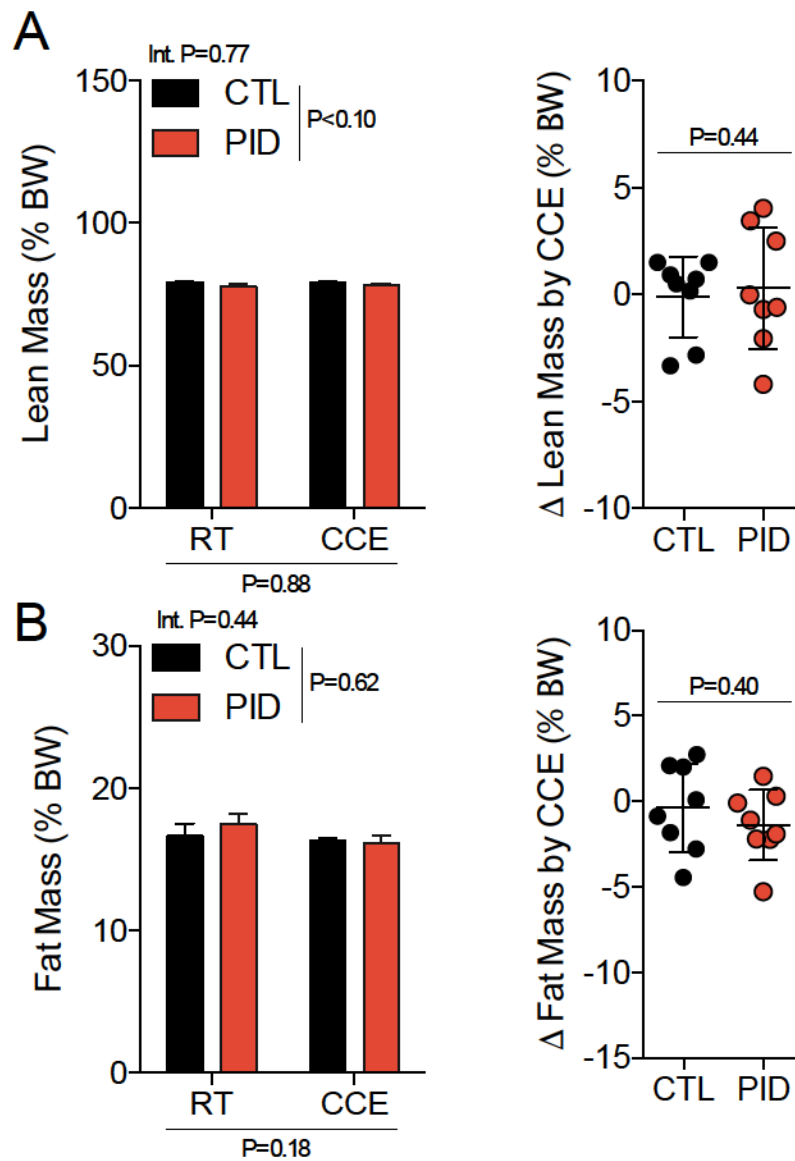 A
Int. P=0.77
CTL
PID
P<0.10
150
100
50
0
Lean Mass (% BW)
RT
CCE
P=0.88
10
5
0
-5
-10
Δ Lean Mass by CCE (% BW)
P=0.44
CTL
PID
B
Int. P=0.44
CTL
PID
P=0.62
30
20
10
0
Fat Mass (% BW)
RT
CCE
P=0.18
10
5
0
-5
-10
-15
Δ Fat Mass by CCE (% BW)
P=0.40
CTL
PID